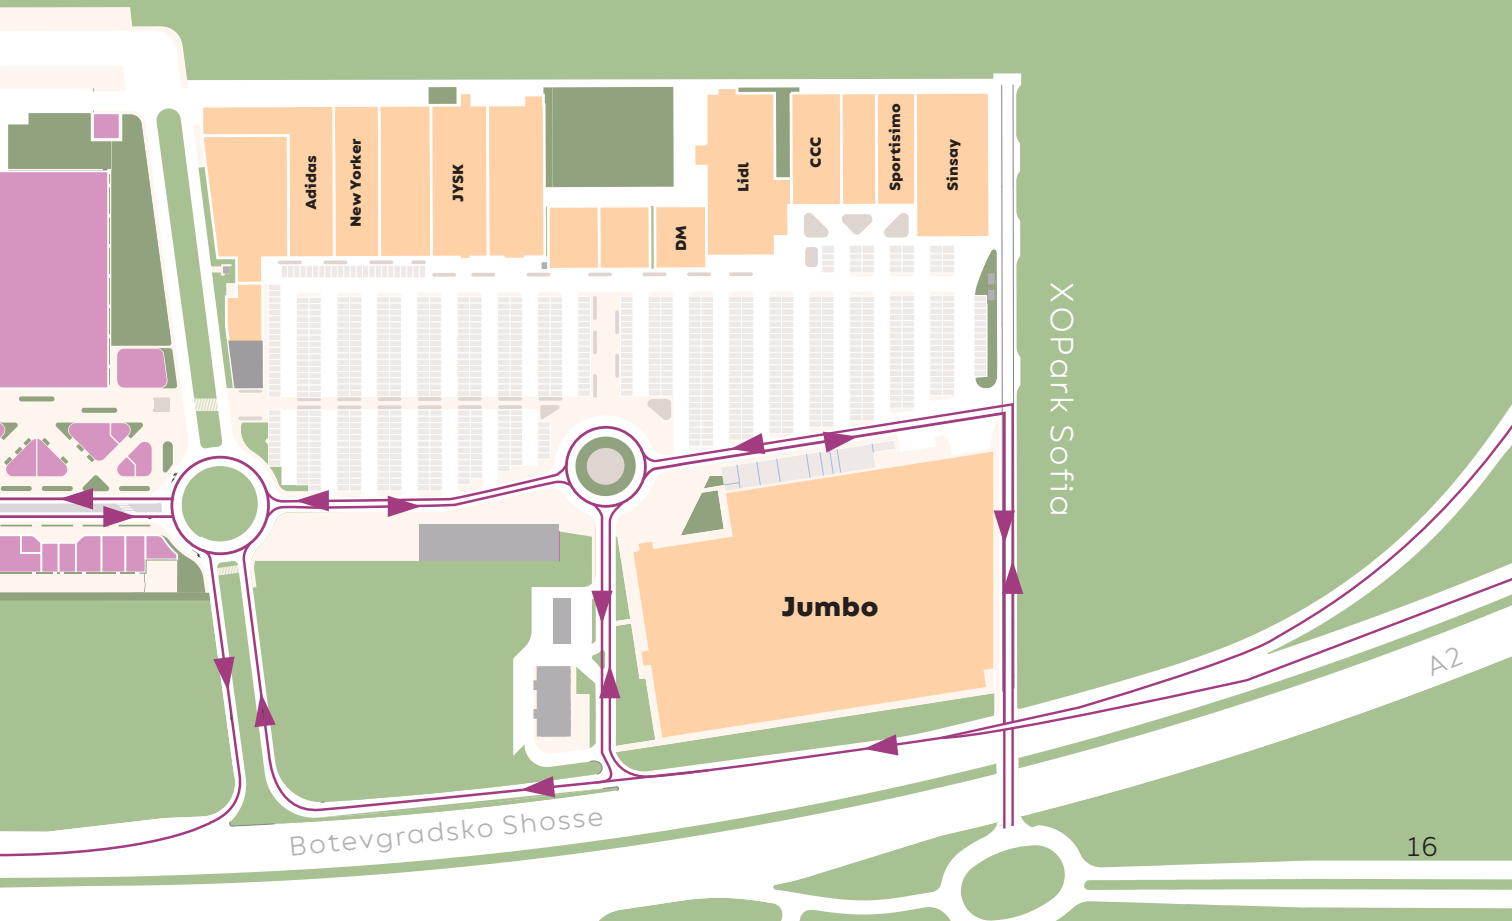 Adidas
New Yorker
JYSK
DM
Lidl
CCC
Sportisimo
Sinsay
XOPark Sofia
Jumbo
A2
Botevgradsko Shosse
16